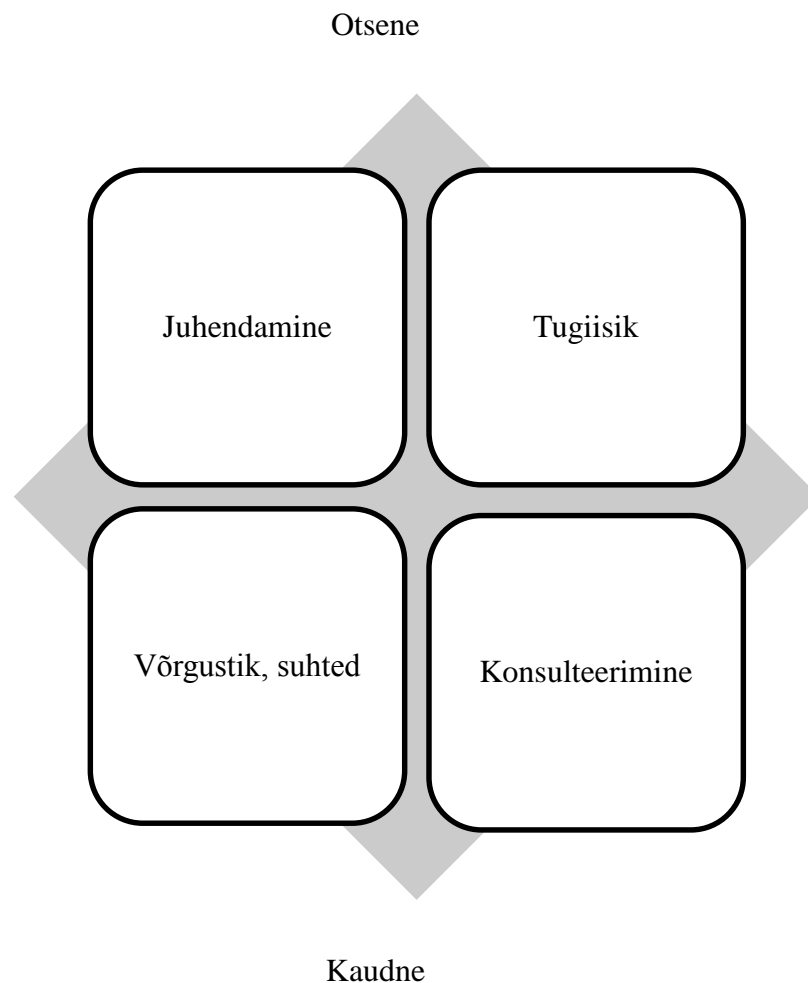 Otsene
Juhendamine
Tugiisik
Võrgustik, suhted
Konsulteerimine
Kaudne